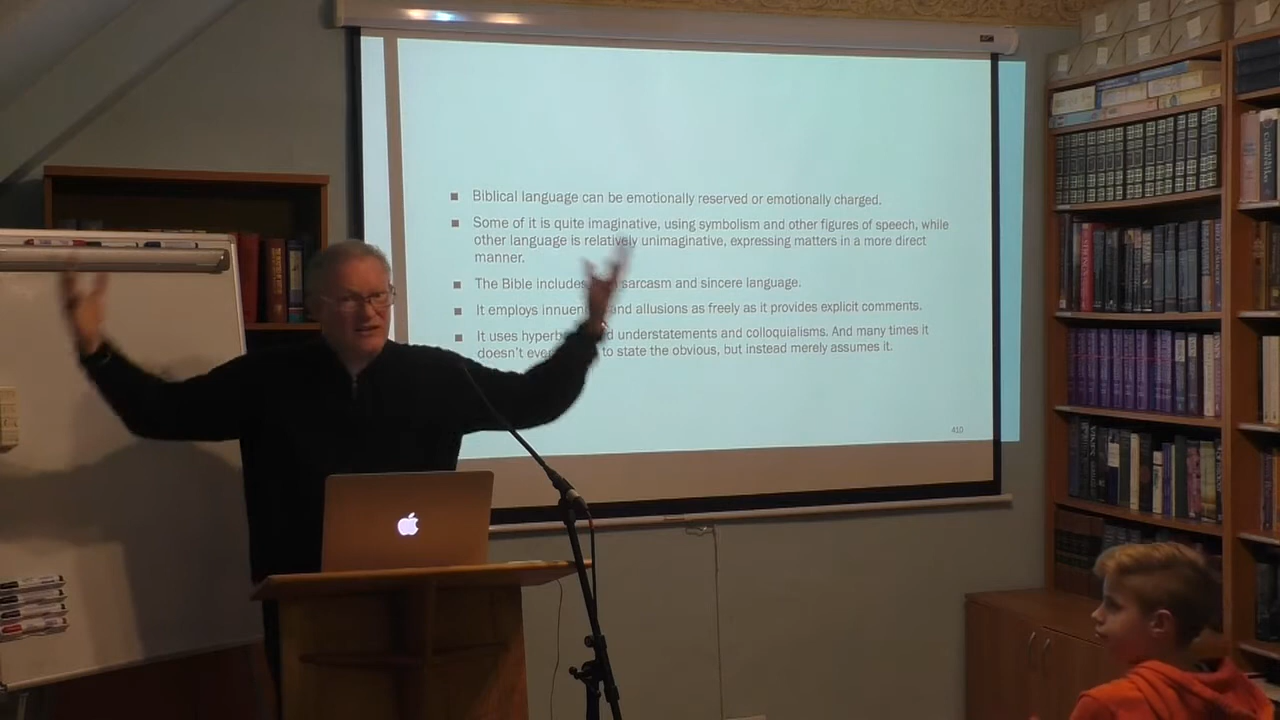 Biblical language can be emotionally reserved or emotionally charged.
Some of it is quite imaginative, using symbolism and other figures of speech, while
other language is relatively unimaginative, expressing matters in a more direct
manner.
The Bible includes sarcasm and sincere language.
It employs and allusions as freely as it provides explicit comments.
It uses understatements and colloquialisms. And many times it
doesn't to state the obvious, but instead merely assumes it.
410